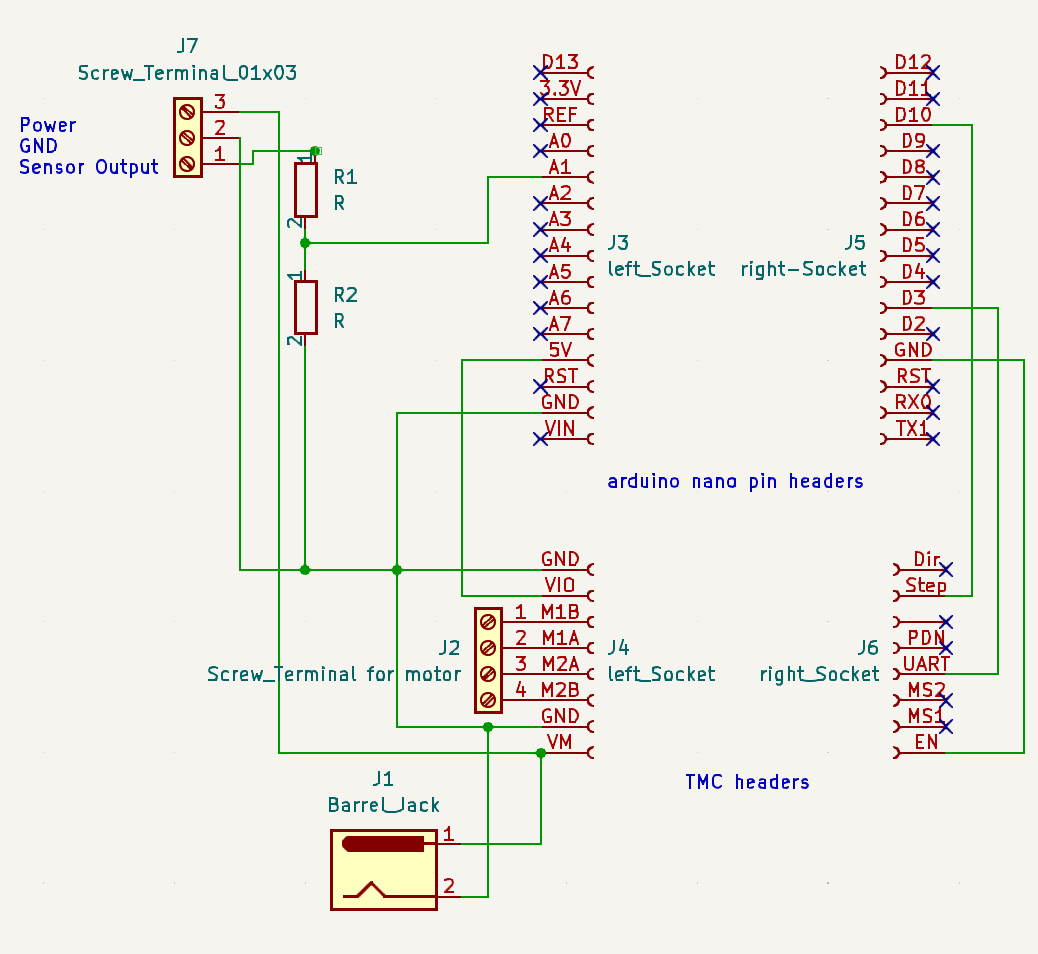 J7
Screw_Terminal_01x03
3
2
1
Power
GND
Sensor Output
1
R1
R
2
1
R2
R
2
D13
3.3V
REF
A0
A1
A2
A3
A4
A5
A6
A7
5V
RST
GND
VIN
J3
left_Socket
D12
D11
D10
D9
D8
D7
D6
D5
D4
D3
D2
GND
RST
RX0
TX1
J5
right-Socket
arduino nano pin headers
GND
VIO
1 M1B
2 M1A
3 M2A
4 M2B
GND
VM
J2
Screw_Terminal for motor
J4
left_Socket
Dir
Step
PDN
UART
MS2
MS1
EN
J6
right_Socket
TMC headers
J1
Barrel_Jack
1
2